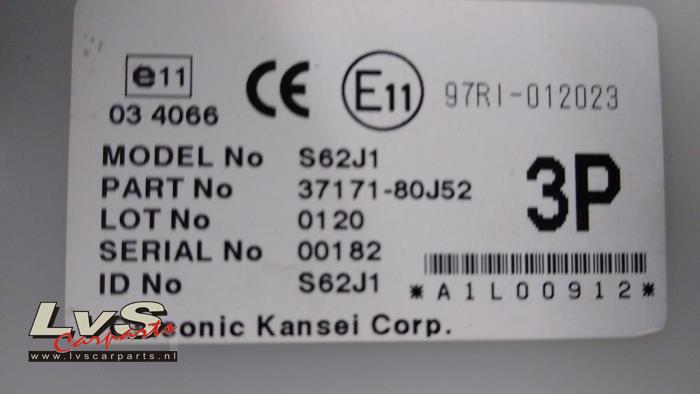 e11
03 4066
CE
E11
97RI-012023
MODEL No S62J1
PART No 37171-80J52
LOT No 0120
SERIAL No 00182
ID No S62J1
3P
*A1L00912*
sonic Kansei Corp.
LvS
Carparts
www.lvscarparts.nl